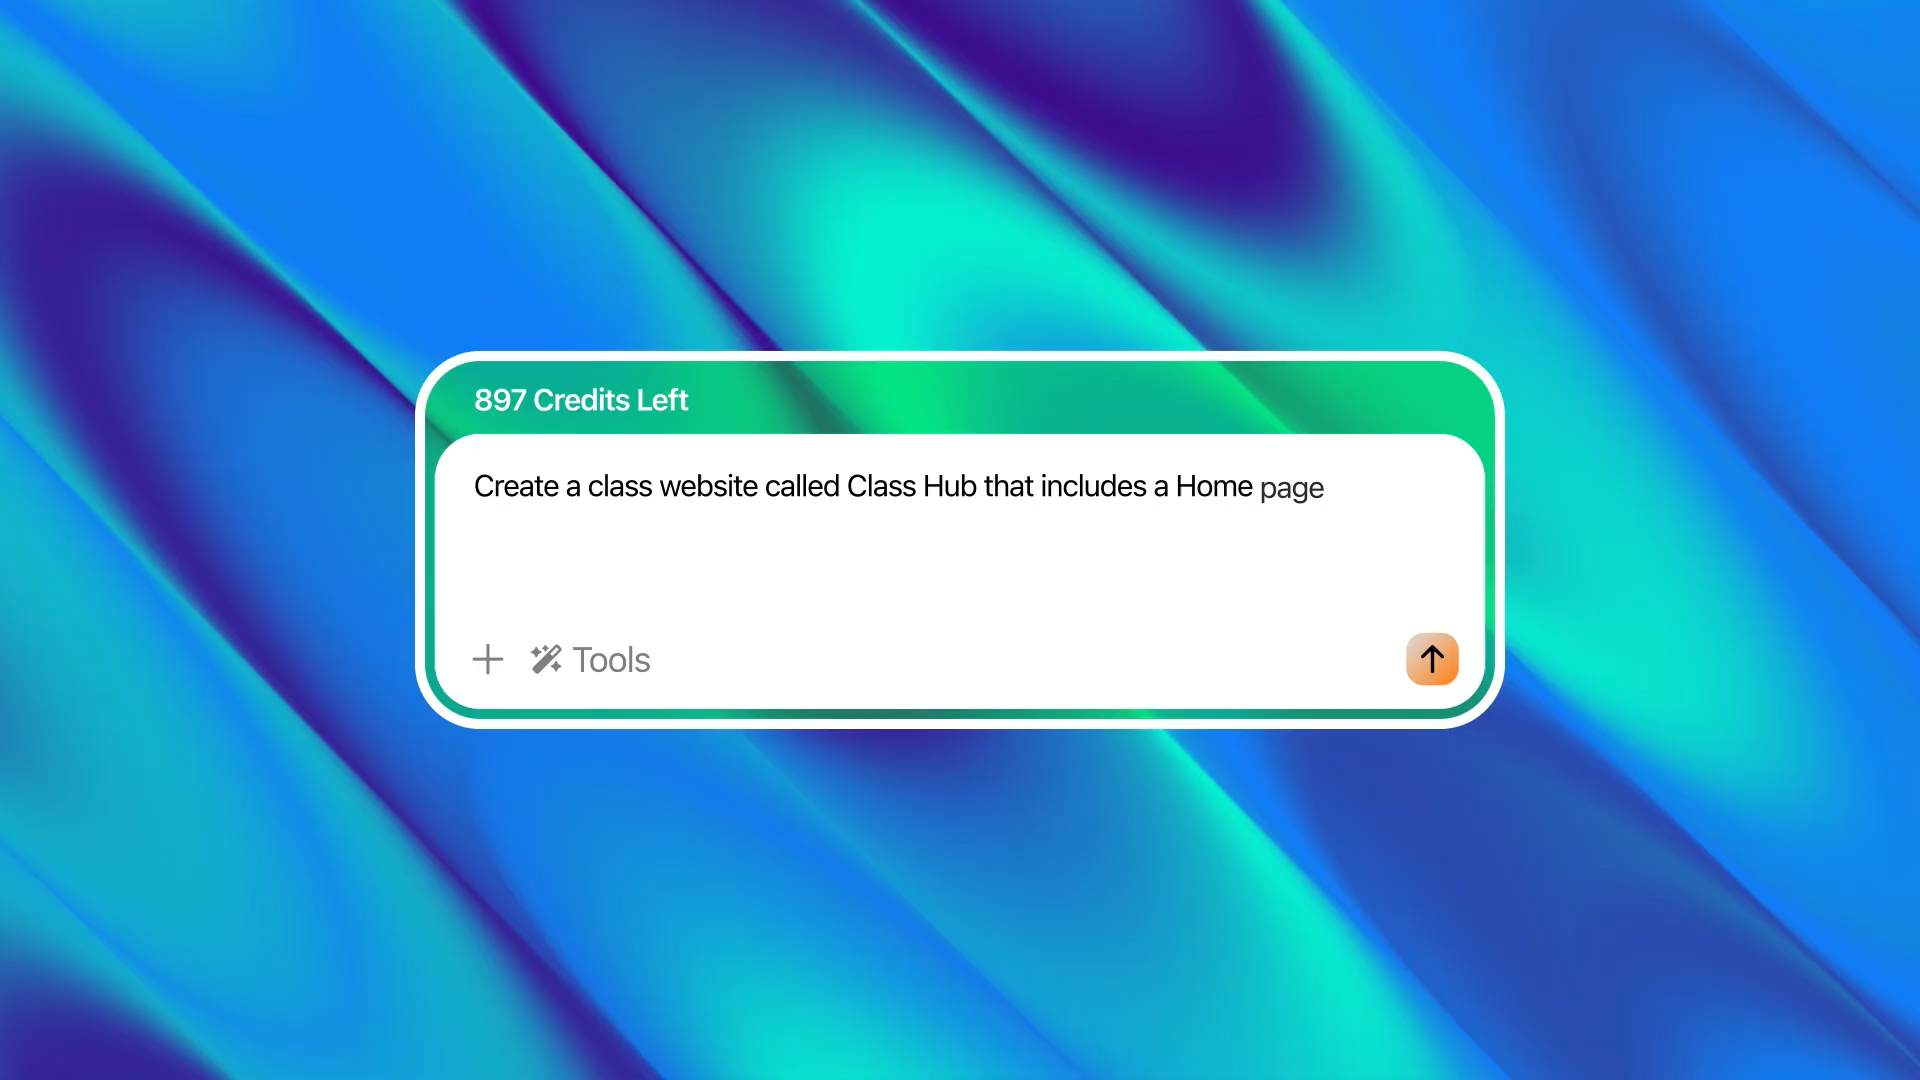 897 Credits Left
Create a class website called Class Hub that includes a Home page
Tools